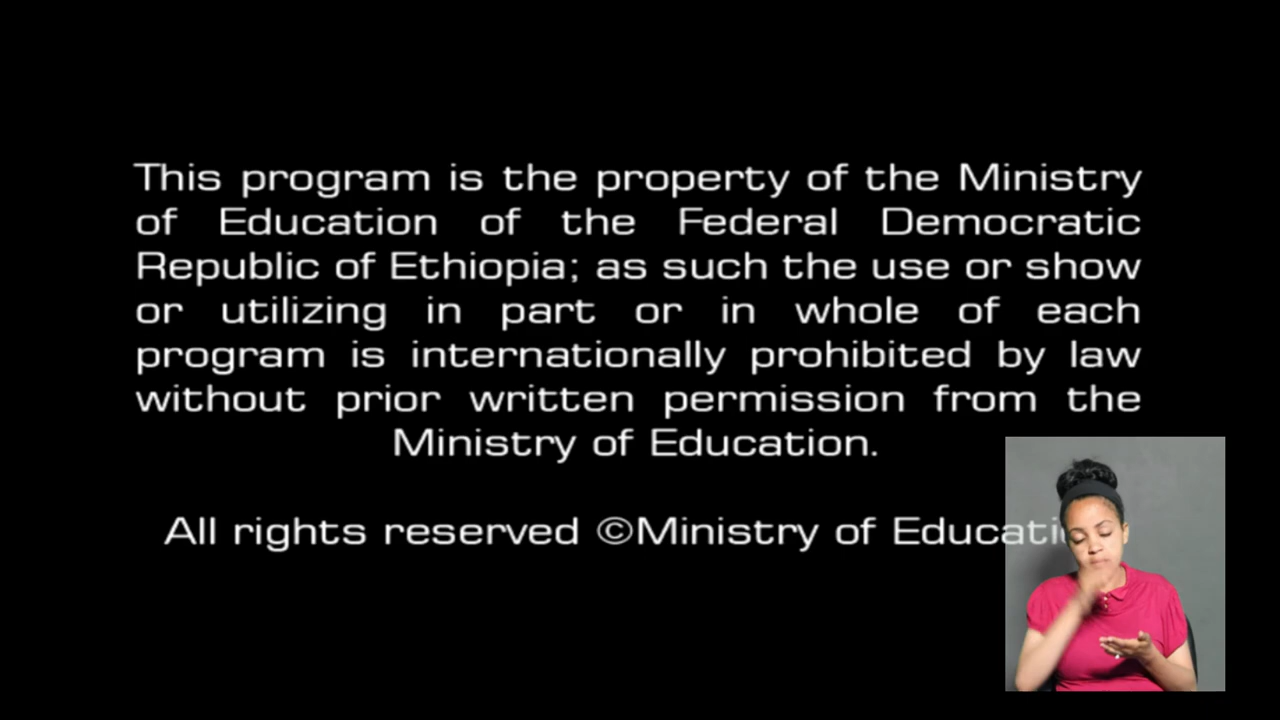 This program is the property of the Ministry
of Education of the Federal Democratic
Republic of Ethiopia; as such the use or show
or utilizing in part or in whole of each
program is internationally prohibited by law
without prior written permission from the
Ministry of Education.
All rights reserved ©Ministry of